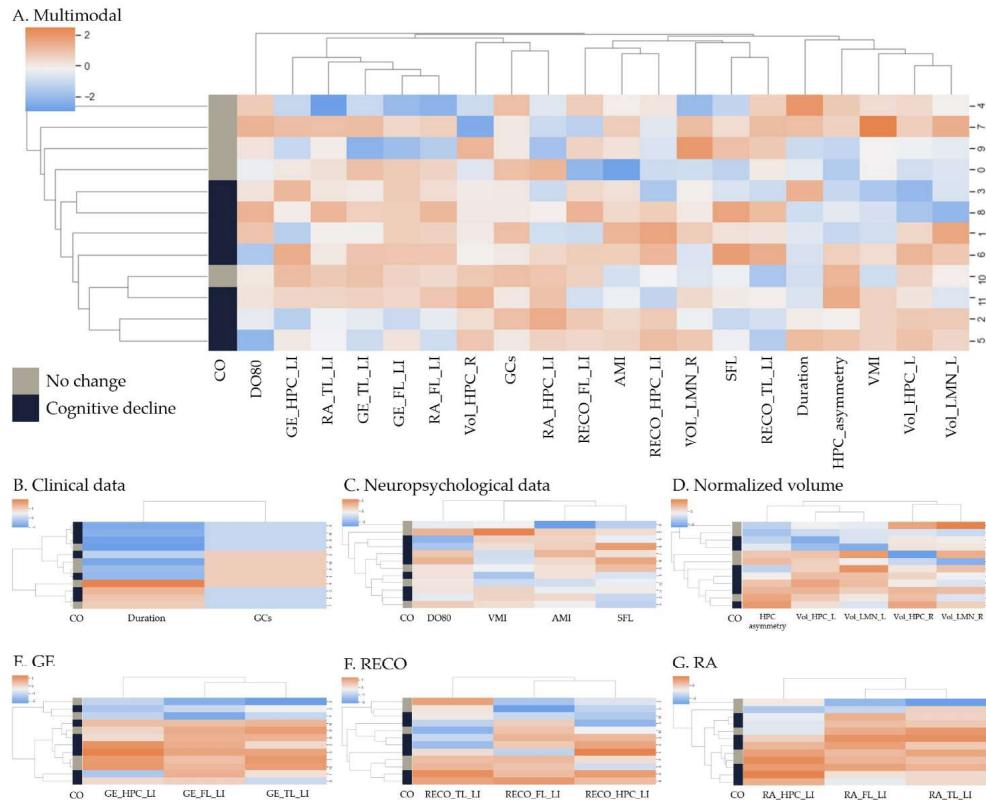 A. Multimodal
2
0
−2
4
7
9
0
3
8
1
6
10
11
2
5
CO
DO80
GE_HPC_LI
RA_TL_LI
GE_TL_LI
GE_FL_LI
RA_FL_LI
Vol_HPC_R
GCs
RA_HPC_LI
RECO_FL_LI
AMI
RECO_HPC_LI
VOL_LMN_R
SFL
RECO_TL_LI
Duration
HPC_asymmetry
VMI
Vol_HPC_L
Vol_LMN_L
No change
Cognitive decline
B. Clinical data
CO Duration GCs
C. Neuropsychological data
CO DO80 VMI AMI SFL
D. Normalized volume
CO HPC Vol_HPC_L Vol_LMN_L Vol_HPC_R Vol_LMN_R
asymmetry
E. GE
CO GE_HPC_LI GE_FL_LI GE_TL_LI
F. RECO
CO RECO_TL_LI RECO_FL_LI RECO_HPC_LI
G. RA
CO RA_HPC_LI RA_FL_LI RA_TL_LI